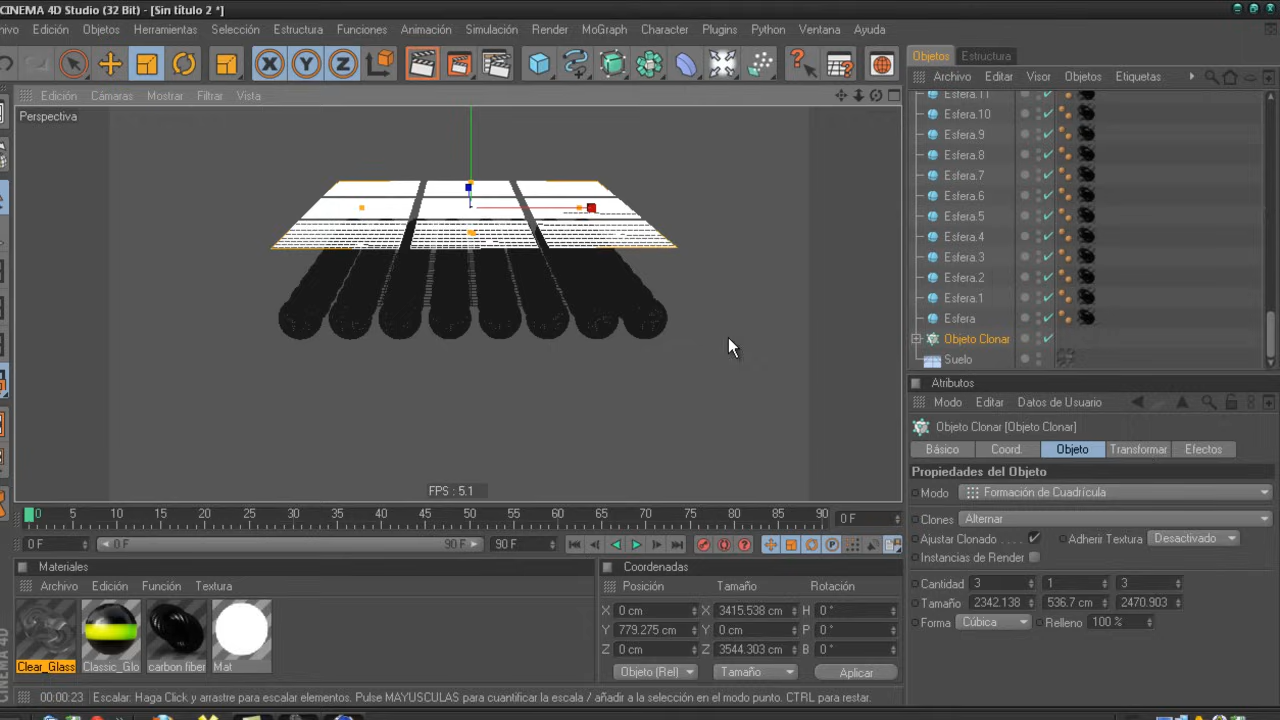 CINEMA 4D Studio (32 Bit) - [Sin título 2 *]
hivo Edición Objetos Herramientas Selección Estructura Funciones Animación Simulación Render MoGraph Character Plugins Python Ventana Ayuda
Objetos Estructura
Archivo Editar Visor Objetos Etiquetas
Edición Cámaras Mostrar Filtrar Vista
Perspectiva
Esfera.11
Esfera.10
Esfera.9
Esfera.8
Esfera.7
Esfera.6
Esfera.5
Esfera.4
Esfera.3
Esfera.2
Esfera.1
Esfera
Objeto Clonar
Suelo
Atributos
Modo Editar Datos de Usuario
Objeto Clonar [Objeto Clonar]
Básico Coord. Objeto Transformar Efectos
Propiedades del Objeto
Modo Formación de Cuadrícula
Clones Alternar
Ajustar Clonado . . . . Adherir Textura Desactivado
Instancias de Render
Cantidad 3 1 3
Tamaño 2342.138 536.7 cm 2470.903
Forma Cúbica Relleno 100 %
FPS : 5.1
0 5 10 15 20 25 30 35 40 45 50 55 60 65 70 75 80 85 90 0 F
0 F 0 F 90 F 90 F
Materiales
Archivo Edición Función Textura
Clear_Glass Classic_Glo carbon fiber Mat
Coordenadas
Posición Tamaño Rotación
X 0 cm X 3415.538 cm H 0 °
Y 779.275 cm Y 0 cm P 0 °
Z 0 cm Z 3544.303 cm B 0 °
Objeto (Rel) Tamaño Aplicar
CINEMA 4D
00:00:23 Escalar: Haga Click y arrastre para escalar elementos. Pulse MAYUSCULAS para cuantificar la escala / añadir a la selección en el modo punto. CTRL para restar.